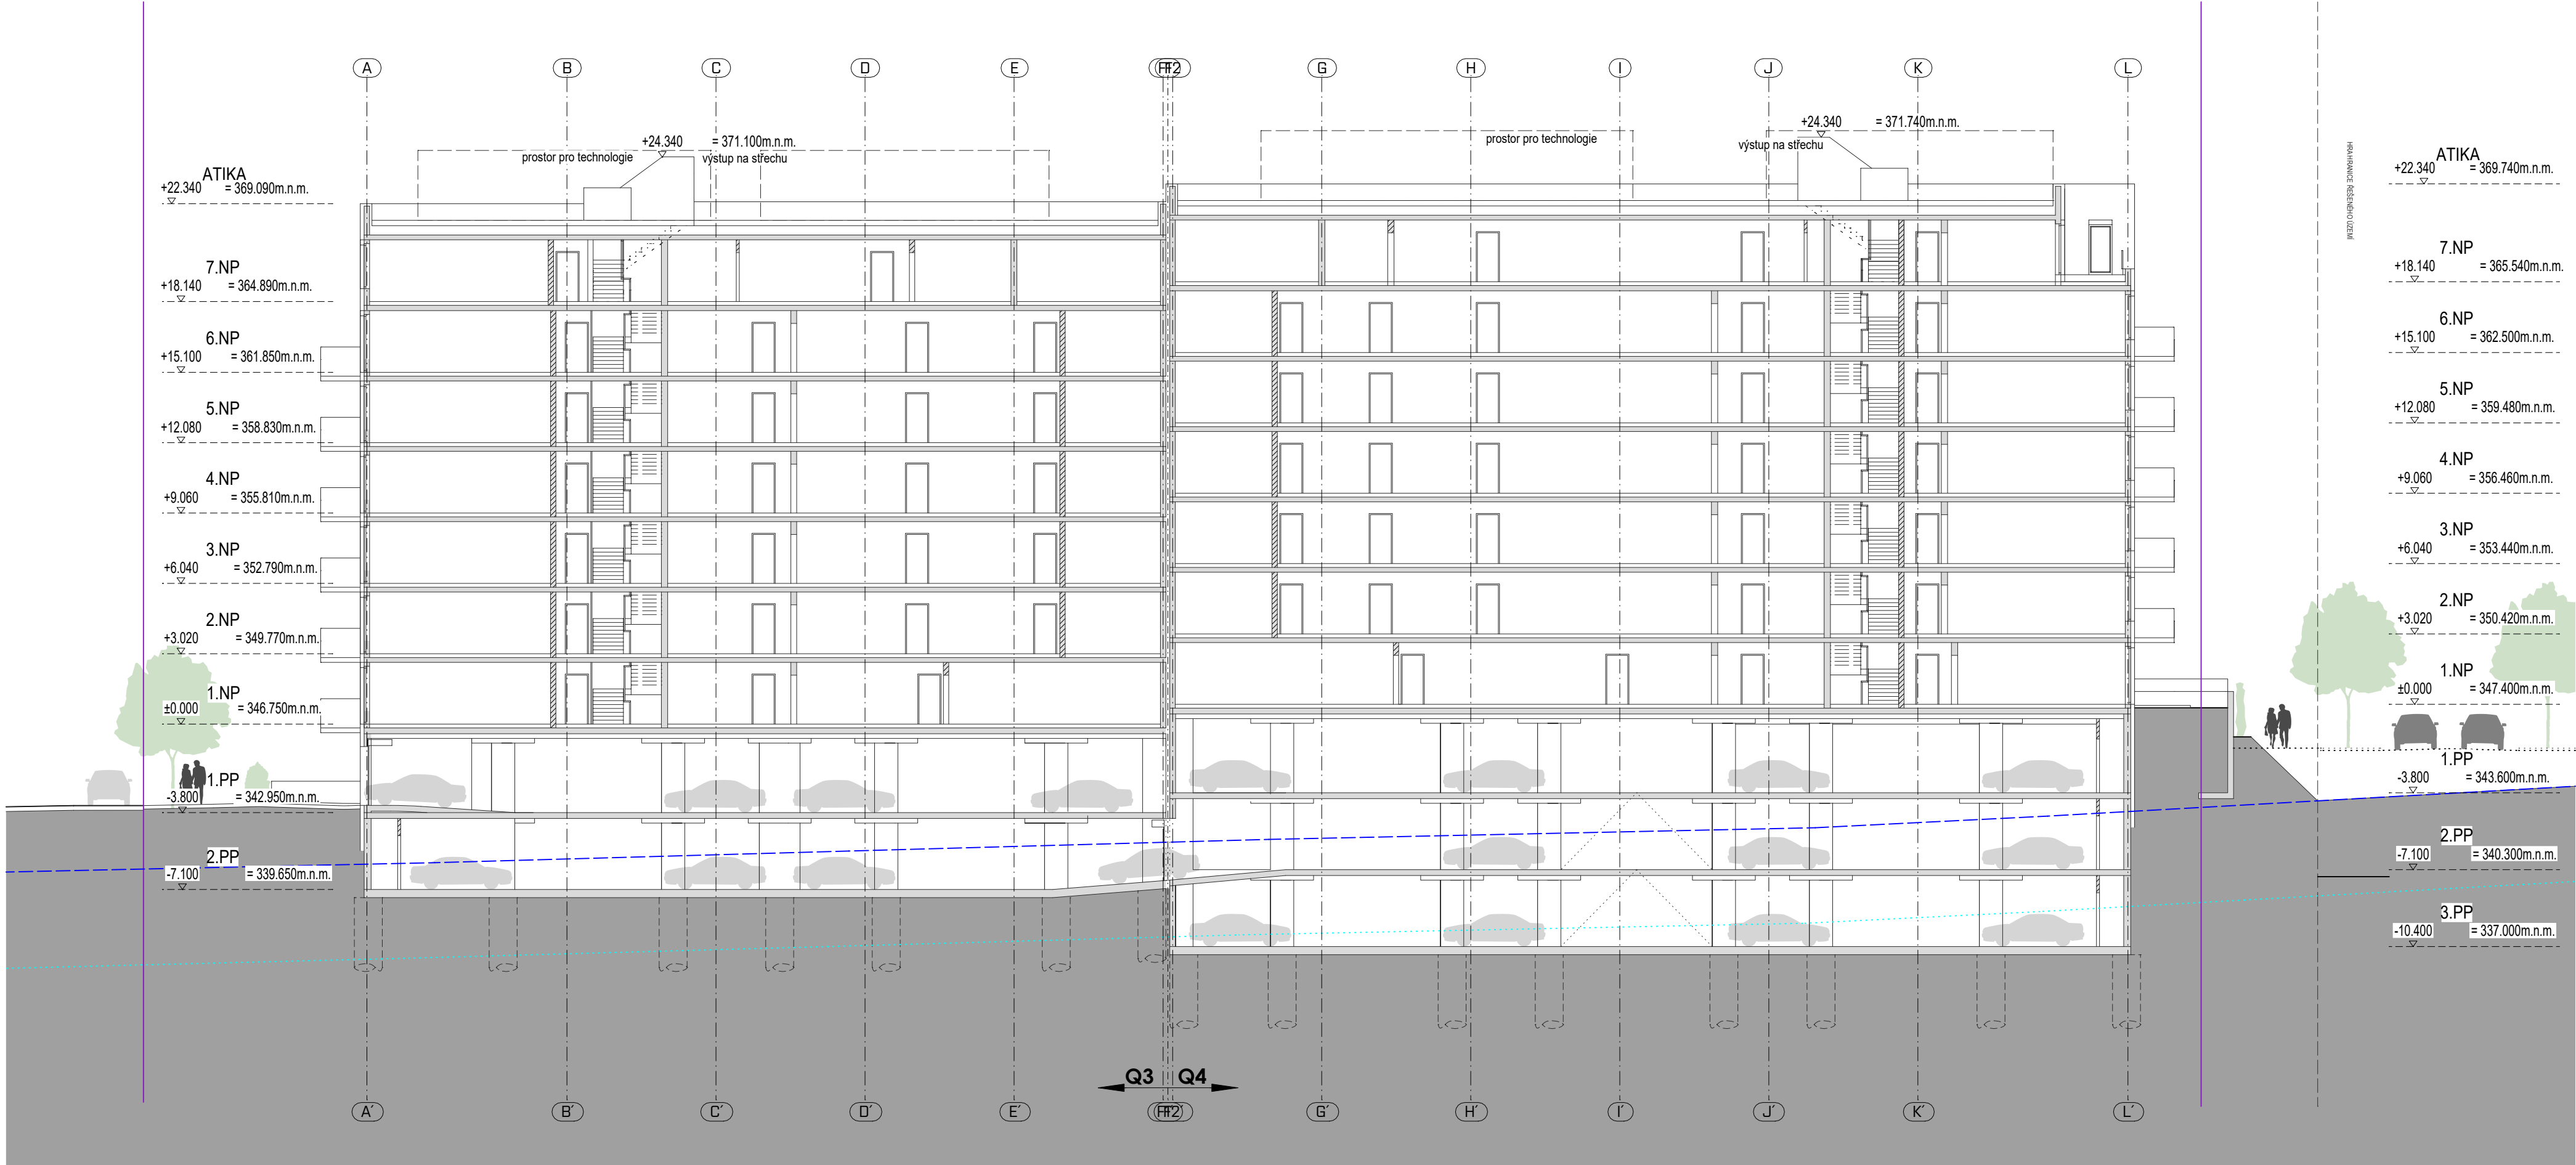 A B C D E F1 F2 G H I J K L
+24.340 = 371.100m.n.m.
prostor pro technologie
výstup na střechu
+24.340 = 371.740m.n.m.
prostor pro technologie
výstup na střechu
ATIKA
+22.340 = 369.090m.n.m.
7.NP
+18.140 = 364.890m.n.m.
6.NP
+15.100 = 361.850m.n.m.
5.NP
+12.080 = 358.830m.n.m.
4.NP
+9.060 = 355.810m.n.m.
3.NP
+6.040 = 352.790m.n.m.
2.NP
+3.020 = 349.770m.n.m.
1.NP
±0.000 = 346.750m.n.m.
1.PP
-3.800 = 342.950m.n.m.
2.PP
-7.100 = 339.650m.n.m.
HRANICE ŘEŠENÉHO ÚZEMÍ
ATIKA
+22.340 = 369.740m.n.m.
7.NP
+18.140 = 365.540m.n.m.
6.NP
+15.100 = 362.500m.n.m.
5.NP
+12.080 = 359.480m.n.m.
4.NP
+9.060 = 356.460m.n.m.
3.NP
+6.040 = 353.440m.n.m.
2.NP
+3.020 = 350.420m.n.m.
1.NP
±0.000 = 347.400m.n.m.
1.PP
-3.800 = 343.600m.n.m.
2.PP
-7.100 = 340.300m.n.m.
3.PP
-10.400 = 337.000m.n.m.
Q3 Q4
A´ B´ C´ D´ E´ F2´ G´ H´ I´ J´ K´ L´